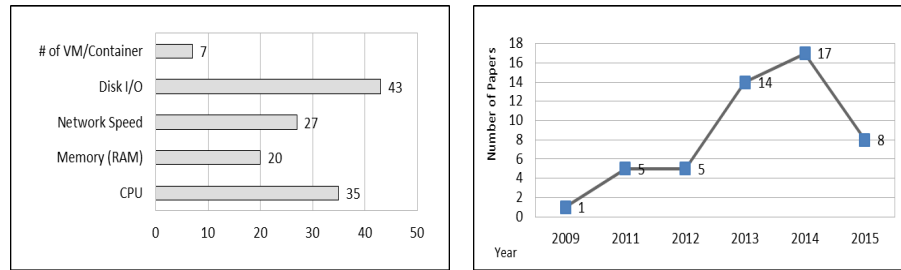 # of VM/Container
7
Disk I/O
43
Network Speed
27
Memory (RAM)
20
CPU
35
0 10 20 30 40 50
Number of Papers
18
16
14
12
10
8
6
4
2
0
1
5
5
14
17
8
2009 2011 2012 2013 2014 2015
Year